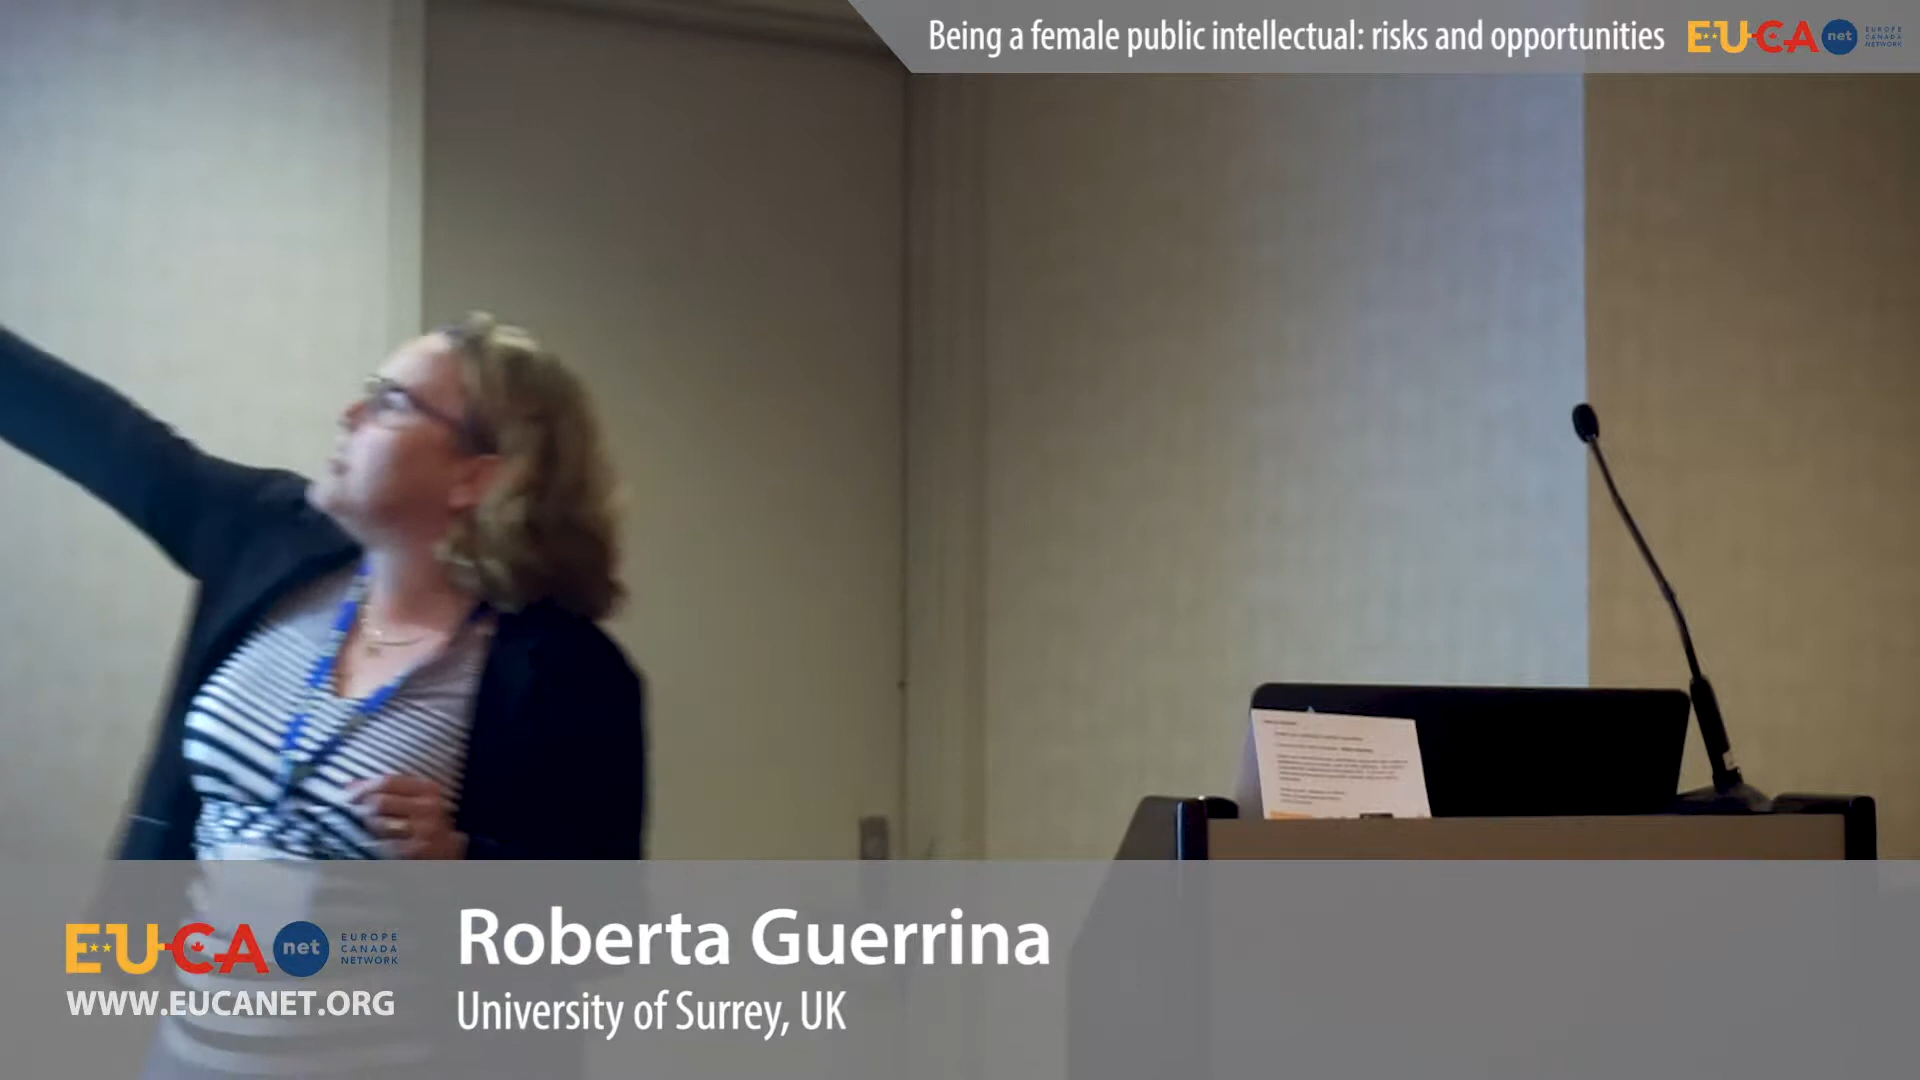 Being a female public intellectual: risks and opportunities
EU-CA net
EUROPE
CANADA
NETWORK
EU-CA net
EUROPE
CANADA
NETWORK
WWW.EUCANET.ORG
Roberta Guerrina
University of Surrey, UK